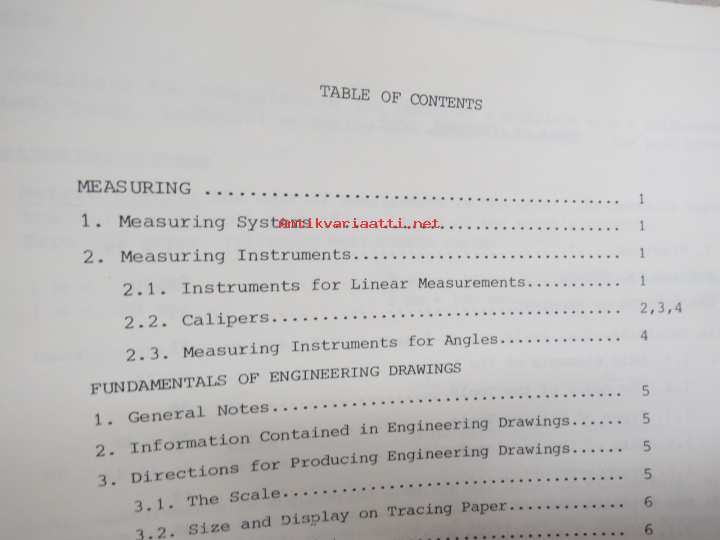 TABLE OF CONTENTS
MEASURING .......................................... 1
1. Measuring Systems ............................... 1
Antikvariaatti.net
2. Measuring Instruments........................... 1
2.1. Instruments for Linear Measurements.......... 1
2.2. Calipers................................... 2,3,4
2.3. Measuring Instruments for Angles............. 4
FUNDAMENTALS OF ENGINEERING DRAWINGS
1. General Notes................................... 5
2. Information Contained in Engineering Drawings...... 5
3. Directions for Producing Engineering Drawings...... 5
3.1. The Scale.................................. 5
3.2. Size and Display on Tracing Paper............ 6
6